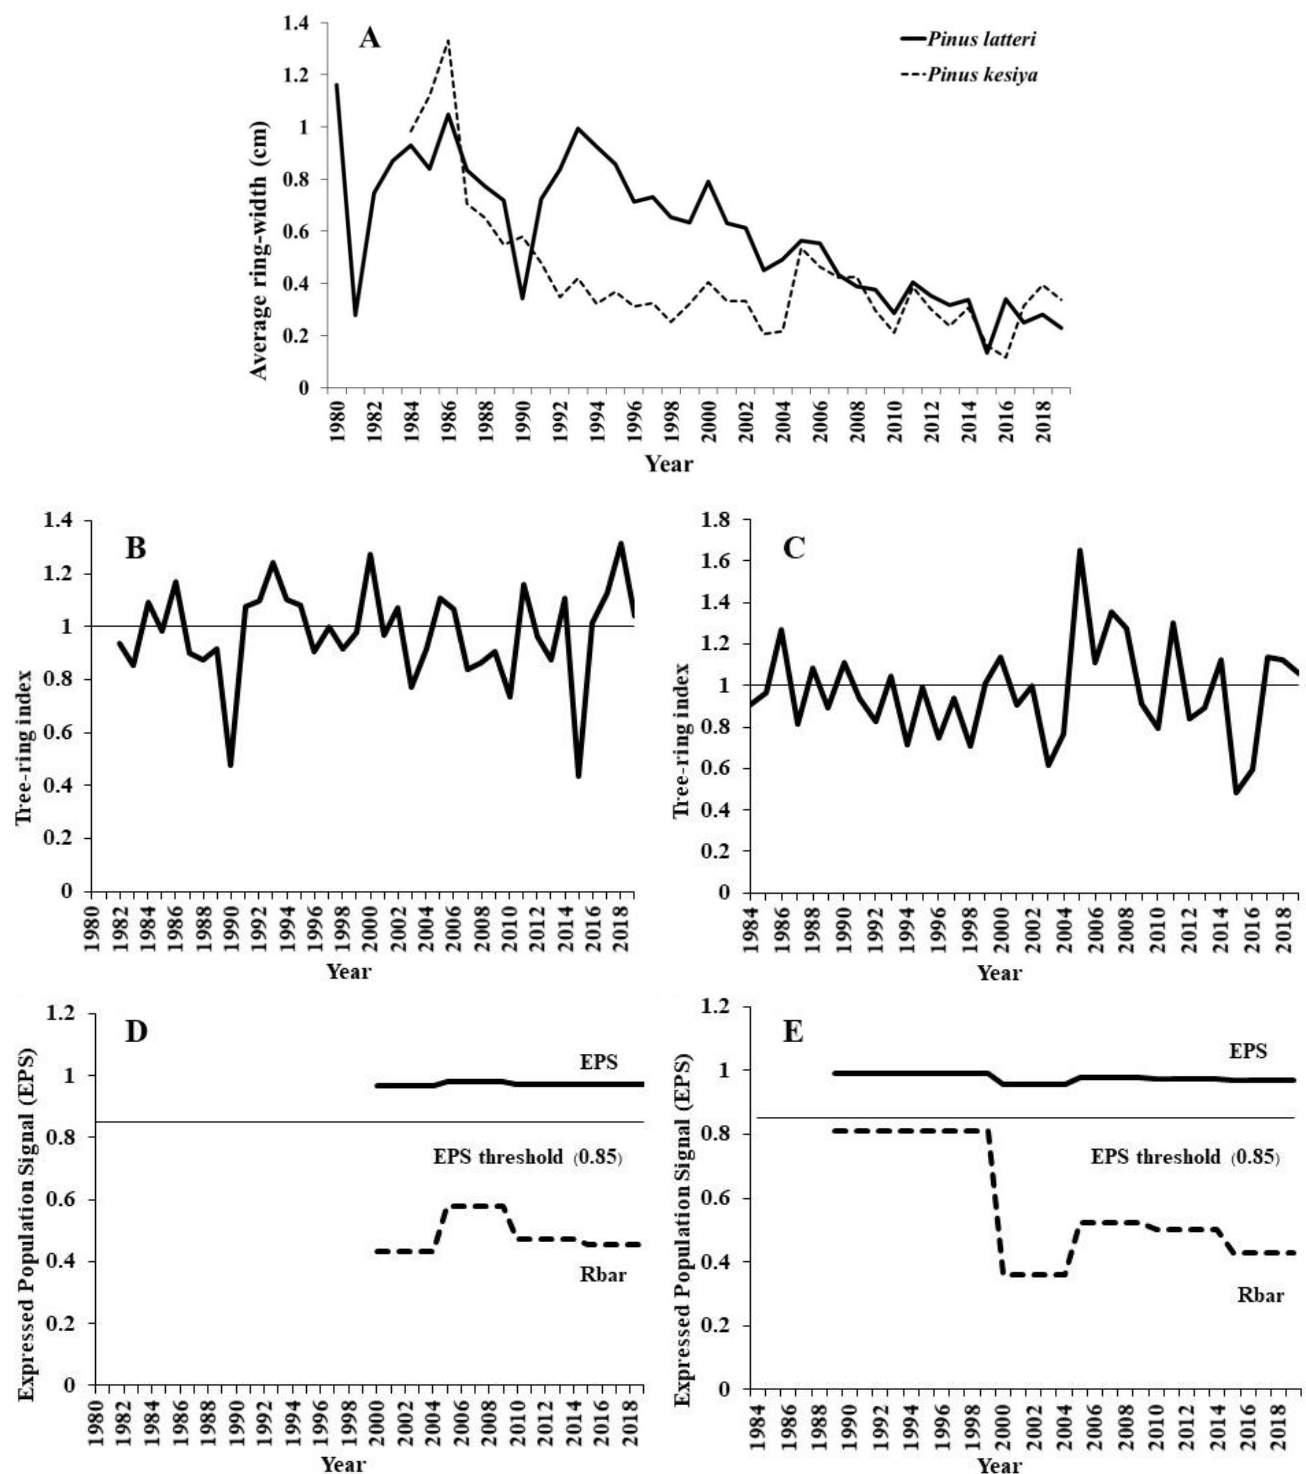 A
Pinus latteri
Pinus kesiya
Average ring-width (cm)
1.4
1.2
1
0.8
0.6
0.4
0.2
0
1980 1982 1984 1986 1988 1990 1992 1994 1996 1998 2000 2002 2004 2006 2008 2010 2012 2014 2016 2018
Year
B
Tree-ring index
1.4
1.2
1
0.8
0.6
0.4
0.2
0
1980 1982 1984 1986 1988 1990 1992 1994 1996 1998 2000 2002 2004 2006 2008 2010 2012 2014 2016 2018
Year
C
Tree-ring index
1.8
1.6
1.4
1.2
1
0.8
0.6
0.4
0.2
0
1984 1986 1988 1990 1992 1994 1996 1998 2000 2002 2004 2006 2008 2010 2012 2014 2016 2018
Year
D
Expressed Population Signal (EPS)
1.2
1
0.8
0.6
0.4
0.2
0
EPS
EPS threshold (0.85)
Rbar
1980 1982 1984 1986 1988 1990 1992 1994 1996 1998 2000 2002 2004 2006 2008 2010 2012 2014 2016 2018
Year
E
Expressed Population Signal (EPS)
1.2
1
0.8
0.6
0.4
0.2
0
EPS
EPS threshold (0.85)
Rbar
1984 1986 1988 1990 1992 1994 1996 1998 2000 2002 2004 2006 2008 2010 2012 2014 2016 2018
Year